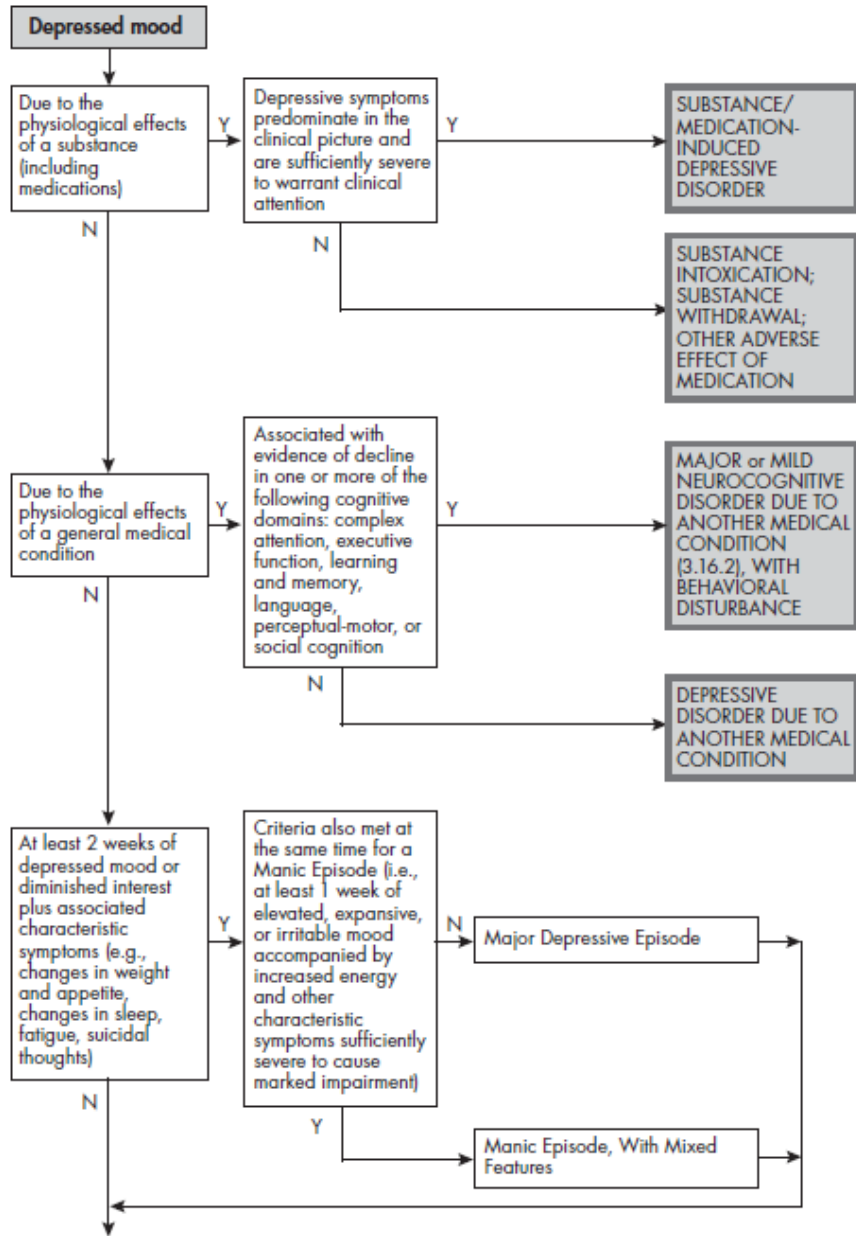 Depressed mood
Due to the
physiological effects
of a substance
(including
medications)
Y
Depressive symptoms
predominate in the
clinical picture and
are sufficiently severe
to warrant clinical
attention
Y
SUBSTANCE/
MEDICATION-
INDUCED
DEPRESSIVE
DISORDER
N
N
SUBSTANCE
INTOXICATION;
SUBSTANCE
WITHDRAWAL;
OTHER ADVERSE
EFFECT OF
MEDICATION
Due to the
physiological effects
of a general medical
condition
Y
Associated with
evidence of decline
in one or more of the
following cognitive
domains: complex
attention, executive
function, learning
and memory,
language,
perceptual-motor, or
social cognition
Y
MAJOR or MILD
NEUROCOGNITIVE
DISORDER DUE TO
ANOTHER MEDICAL
CONDITION
(3.16.2), WITH
BEHAVIORAL
DISTURBANCE
N
N
DEPRESSIVE
DISORDER DUE TO
ANOTHER MEDICAL
CONDITION
At least 2 weeks of
depressed mood or
diminished interest
plus associated
characteristic
symptoms (e.g.,
changes in weight
and appetite,
changes in sleep,
fatigue, suicidal
thoughts)
Y
Criteria also met at
the same time for a
Manic Episode (i.e.,
at least 1 week of
elevated, expansive,
or irritable mood
accompanied by
increased energy
and other
characteristic
symptoms sufficiently
severe to cause
marked impairment)
N
Major Depressive Episode
N
Y
Manic Episode, With Mixed
Features